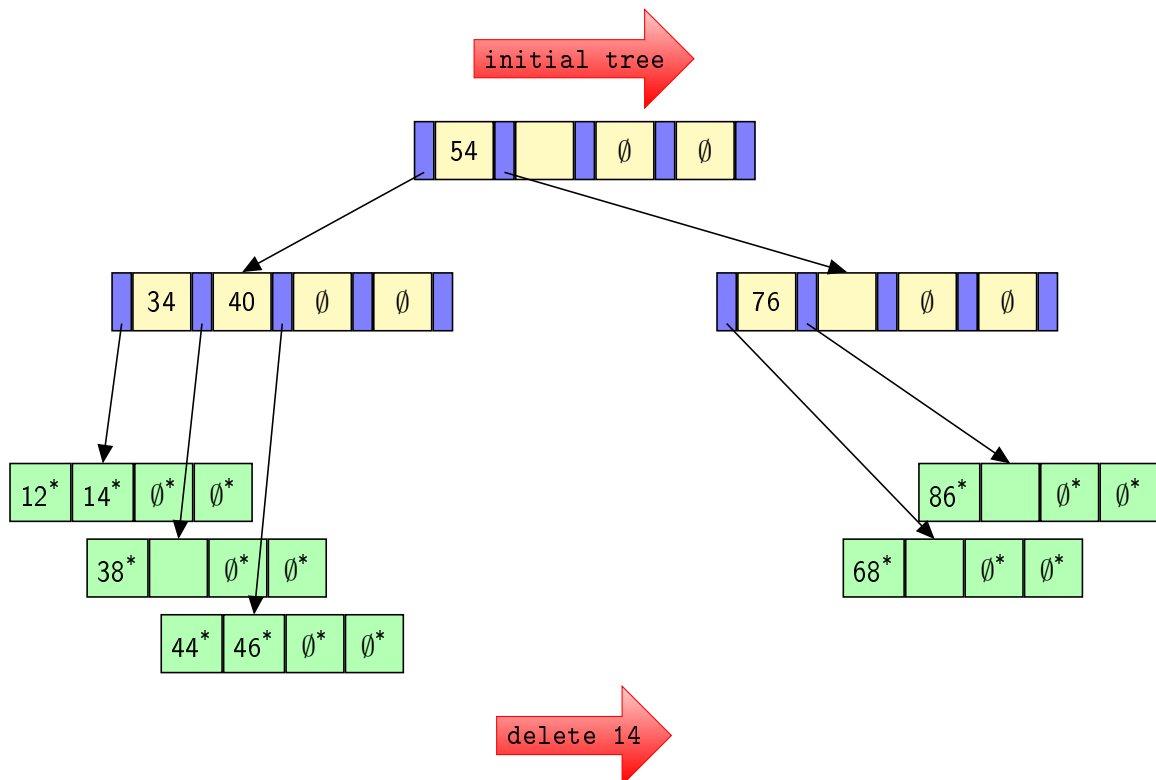 initial tree
54 ∅ ∅
34 40 ∅ ∅
76 ∅ ∅
12* 14* ∅* ∅*
86* ∅* ∅*
38* ∅* ∅*
68* ∅* ∅*
44* 46* ∅* ∅*
delete 14